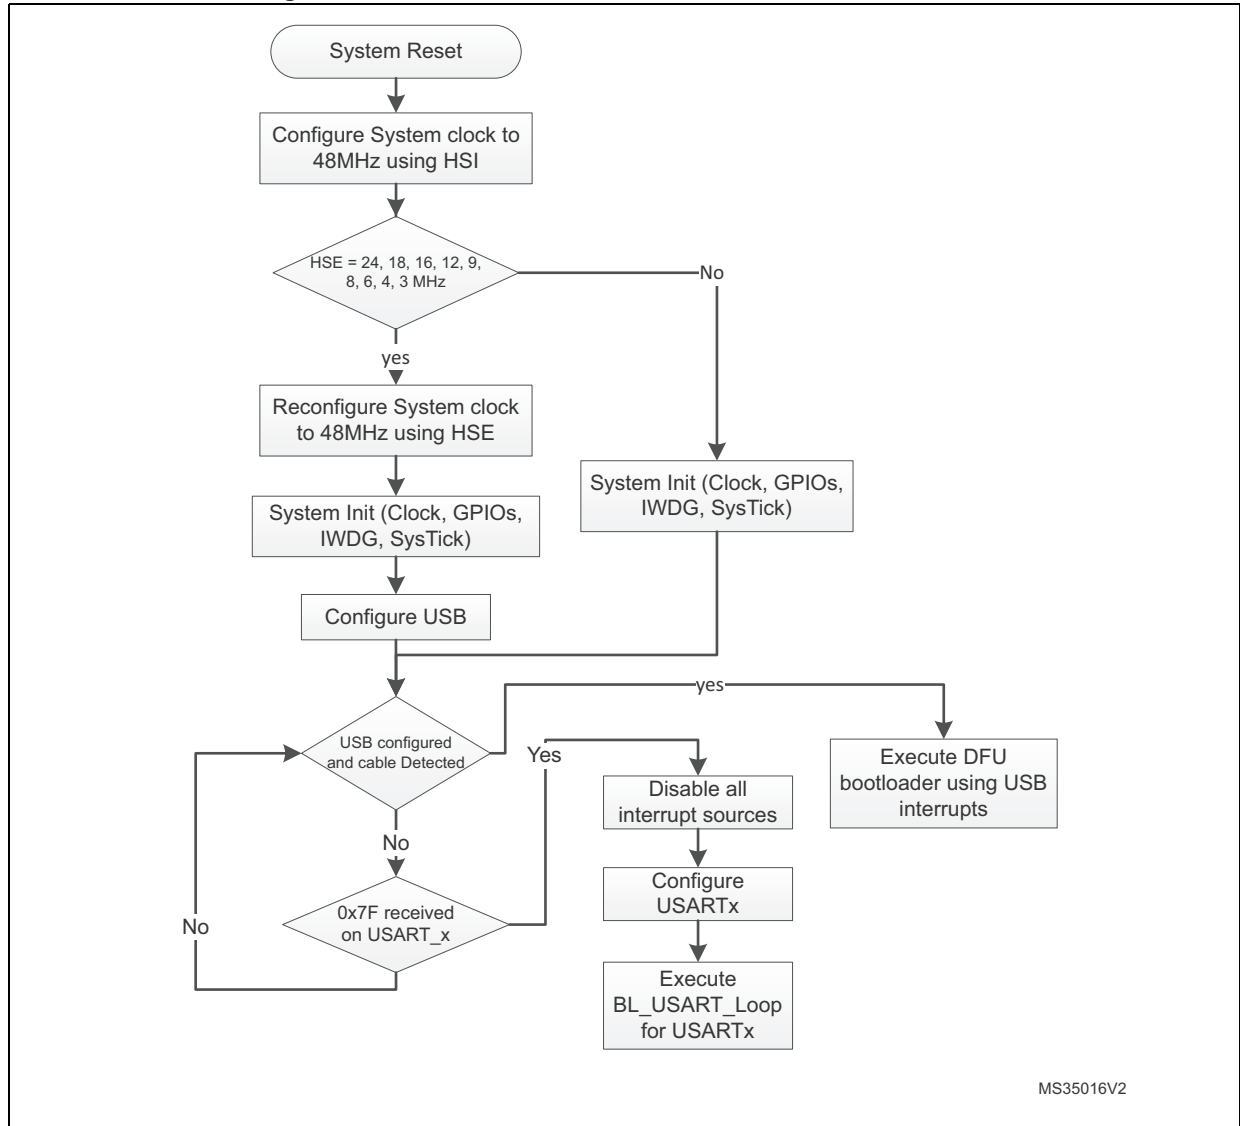 System Reset
Configure System clock to
48MHz using HSI
HSE = 24, 18, 16, 12, 9,
8, 6, 4, 3 MHz
No
yes
Reconfigure System clock
to 48MHz using HSE
System Init (Clock, GPIOs,
IWDG, SysTick)
System Init (Clock, GPIOs,
IWDG, SysTick)
Configure USB
yes
USB configured
and cable Detected
Yes
Execute DFU
bootloader using USB
interrupts
Disable all
interrupt sources
No
Configure
USARTx
0x7F received
on USART_x
No
Execute
BL_USART_Loop
for USARTx
MS35016V2